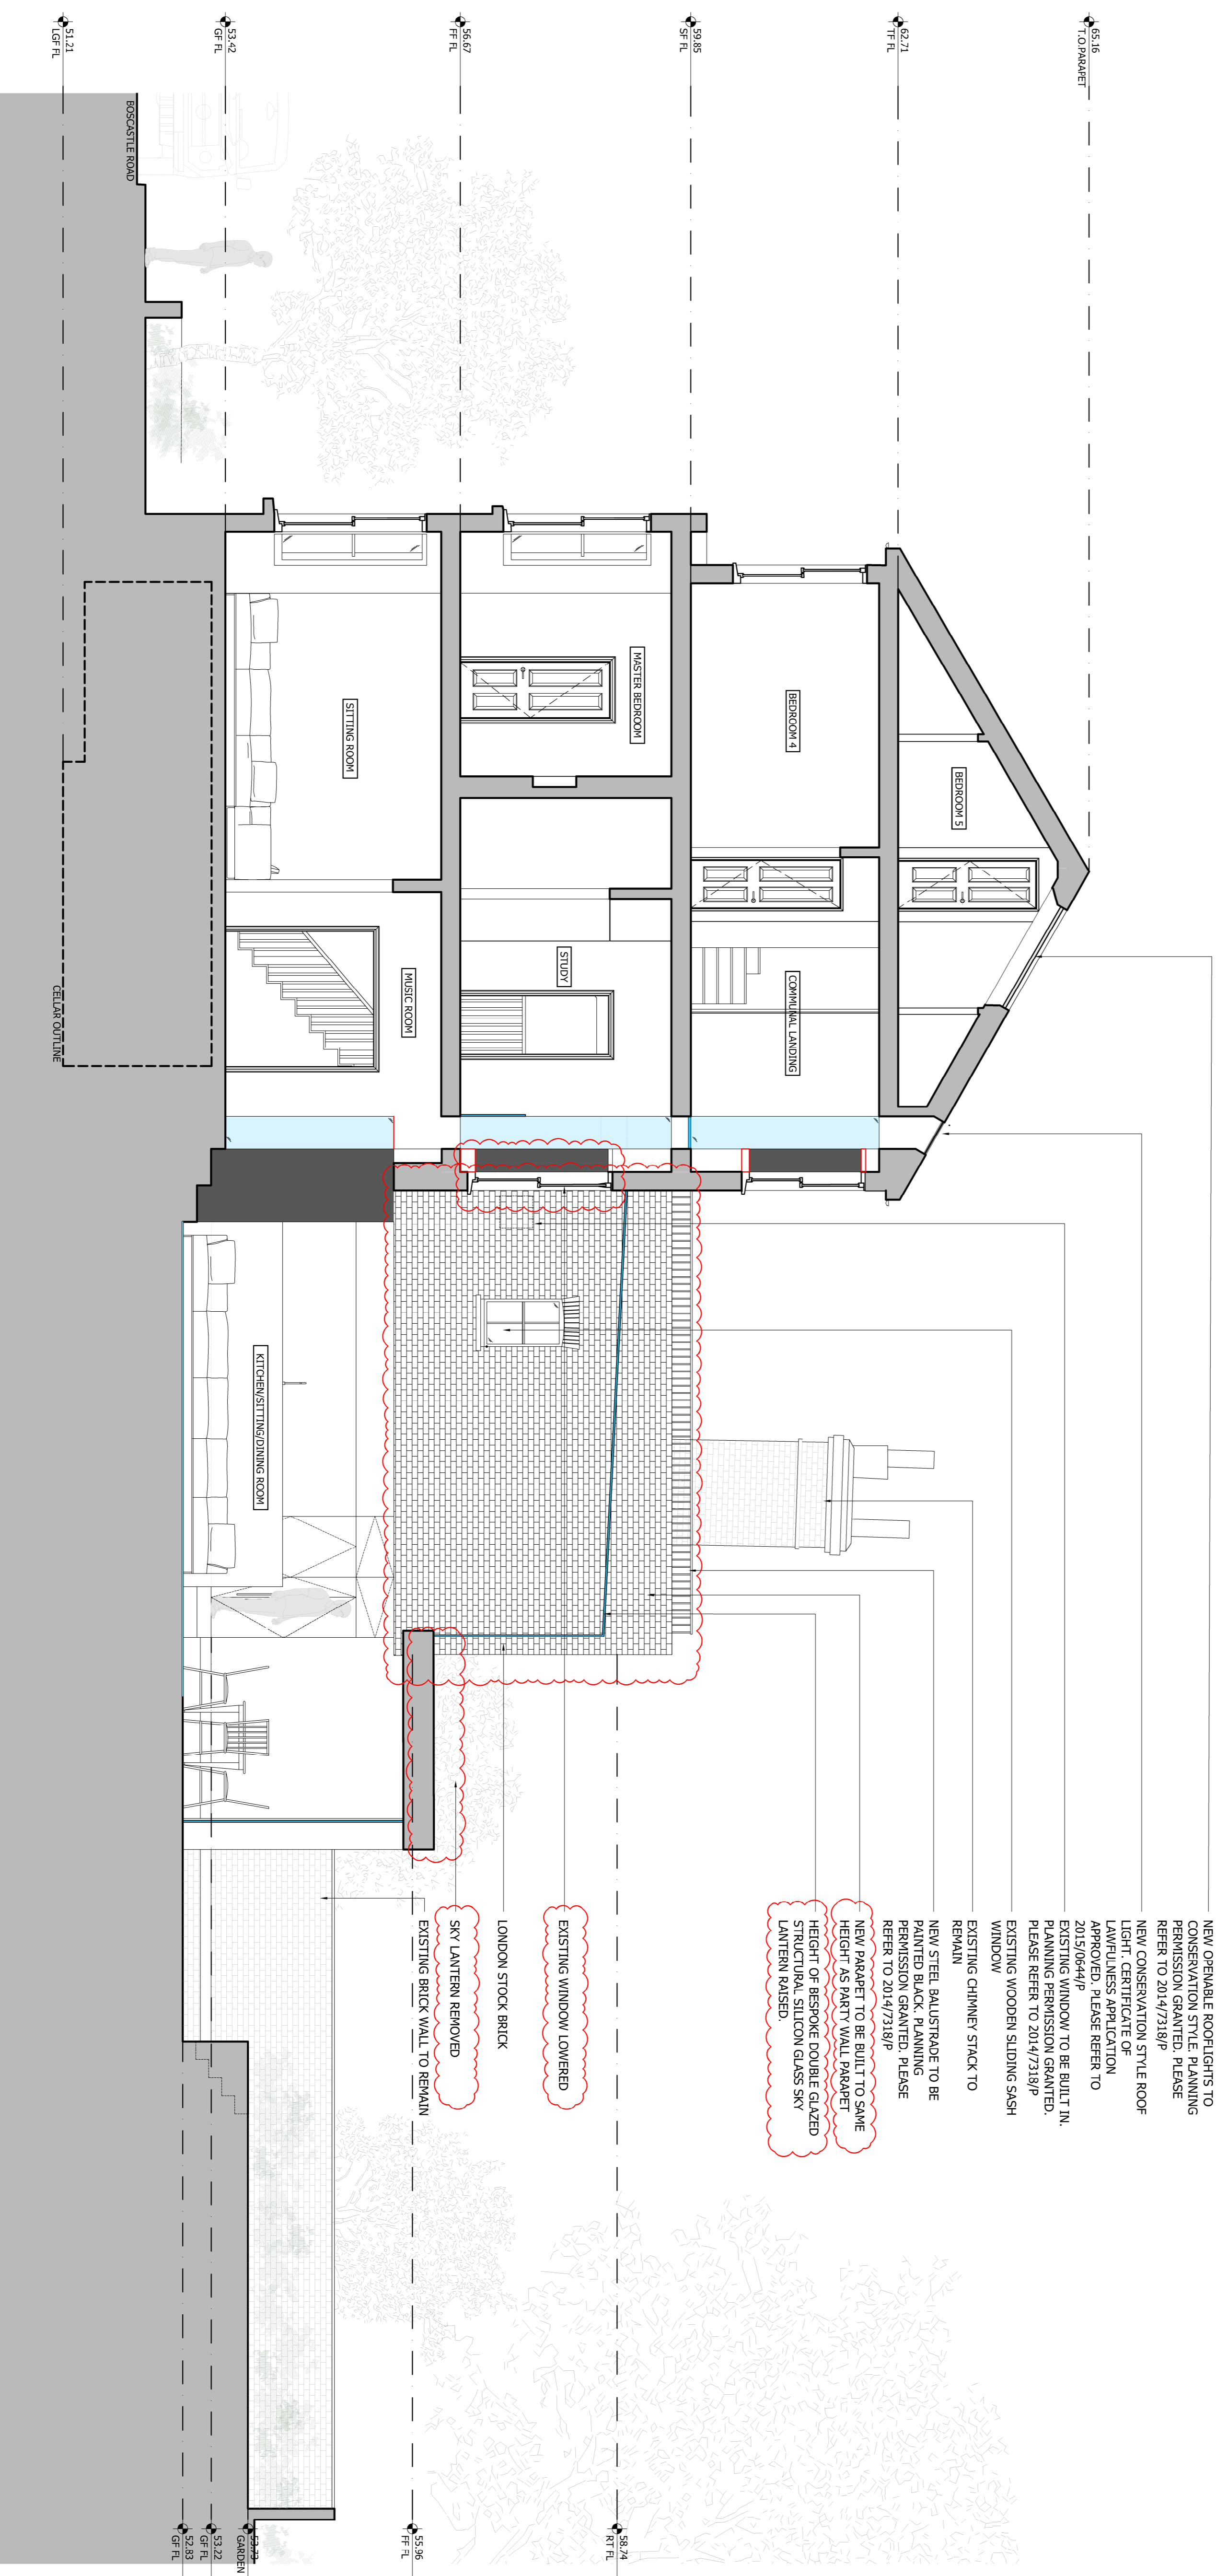 65.16
T.O.PARAPET
62.71
TF FL
59.85
SF FL
56.67
FF FL
53.42
GF FL
51.21
LGF FL
BOSCASTLE ROAD
BEDROOM 5
BEDROOM 4
COMMUNAL LANDING
MASTER BEDROOM
STUDY
SITTING ROOM
MUSIC ROOM
CELLAR OUTLINE
KITCHEN/SITTING/DINING ROOM
NEW OPENABLE ROOFLIGHTS TO
CONSERVATION STYLE. PLANNING
PERMISSION GRANTED. PLEASE
REFER TO 2014/7318/P
NEW CONSERVATION STYLE ROOF
LIGHT. CERTIFICATE OF
LAWFULNESS APPLICATION
APPROVED. PLEASE REFER TO
2015/0644/P
EXISTING WINDOW TO BE BUILT IN.
PLANNING PERMISSION GRANTED.
PLEASE REFER TO 2014/7318/P
EXISTING WOODEN SLIDING SASH
WINDOW
EXISTING CHIMNEY STACK TO
REMAIN
NEW STEEL BALUSTRADE TO BE
PAINTED BLACK. PLANNING
PERMISSION GRANTED. PLEASE
REFER TO 2014/7318/P
NEW PARAPET TO BE BUILT TO SAME
HEIGHT AS PARTY WALL PARAPET
HEIGHT OF BESPOKE DOUBLE GLAZED
STRUCTURAL SILICON GLASS SKY
LANTERN RAISED.
EXISTING WINDOW LOWERED
LONDON STOCK BRICK
SKY LANTERN REMOVED
EXISTING BRICK WALL TO REMAIN
58.74
RT FL
55.96
FF FL
53.73
GARDEN
53.22
GF FL
52.83
GF FL